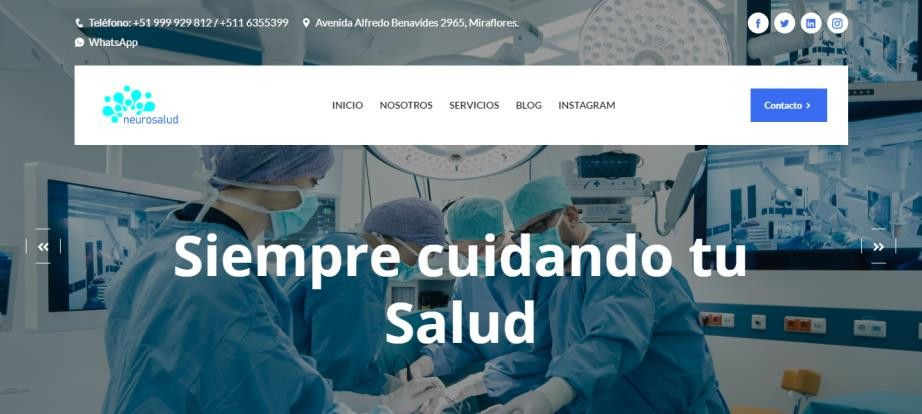 Teléfono: +51 999 929 812 / +511 6355399 Avenida Alfredo Benavides 2965, Miraflores.
WhatsApp
neurosalud INICIO NOSOTROS SERVICIOS BLOG INSTAGRAM Contacto
Siempre cuidando tu
Salud